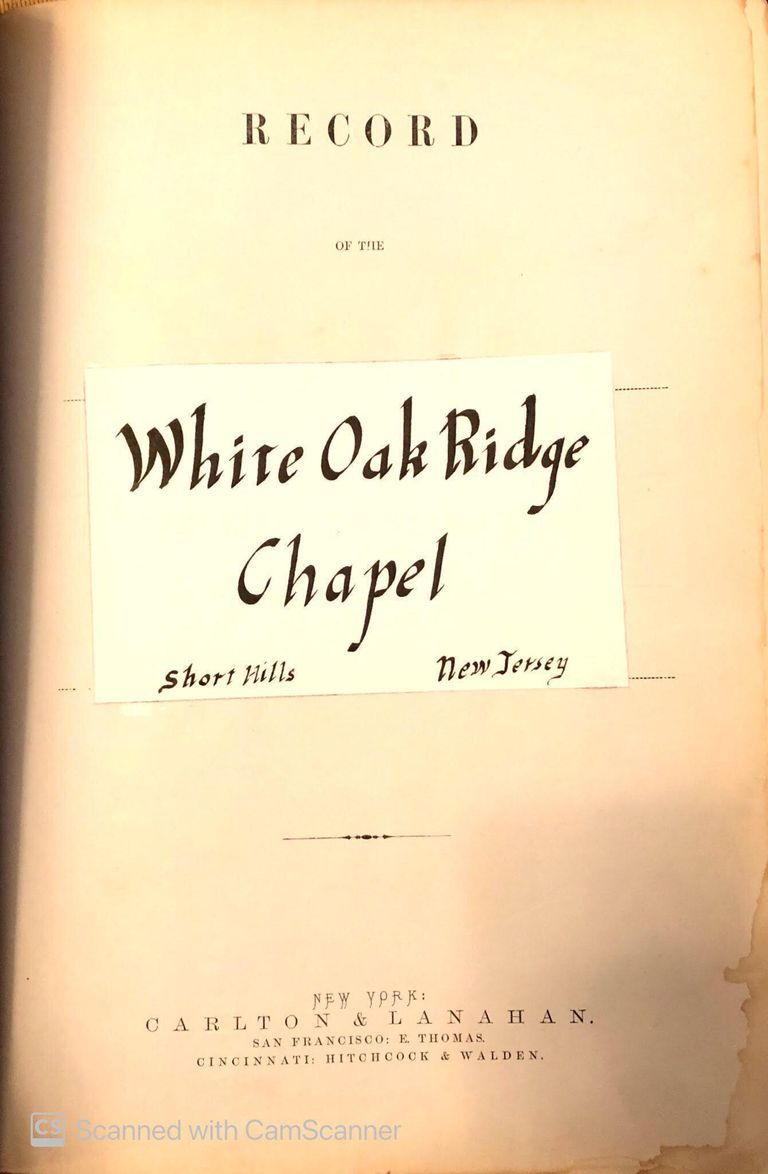 RECORD
OF THE
White Oak Ridge
Chapel
Short Hills New Jersey
NEW YORK:
CARLTON & LANAHAN.
SAN FRANCISCO: E. THOMAS.
CINCINNATI: HITCHCOCK & WALDEN.
CS Scanned with CamScanner